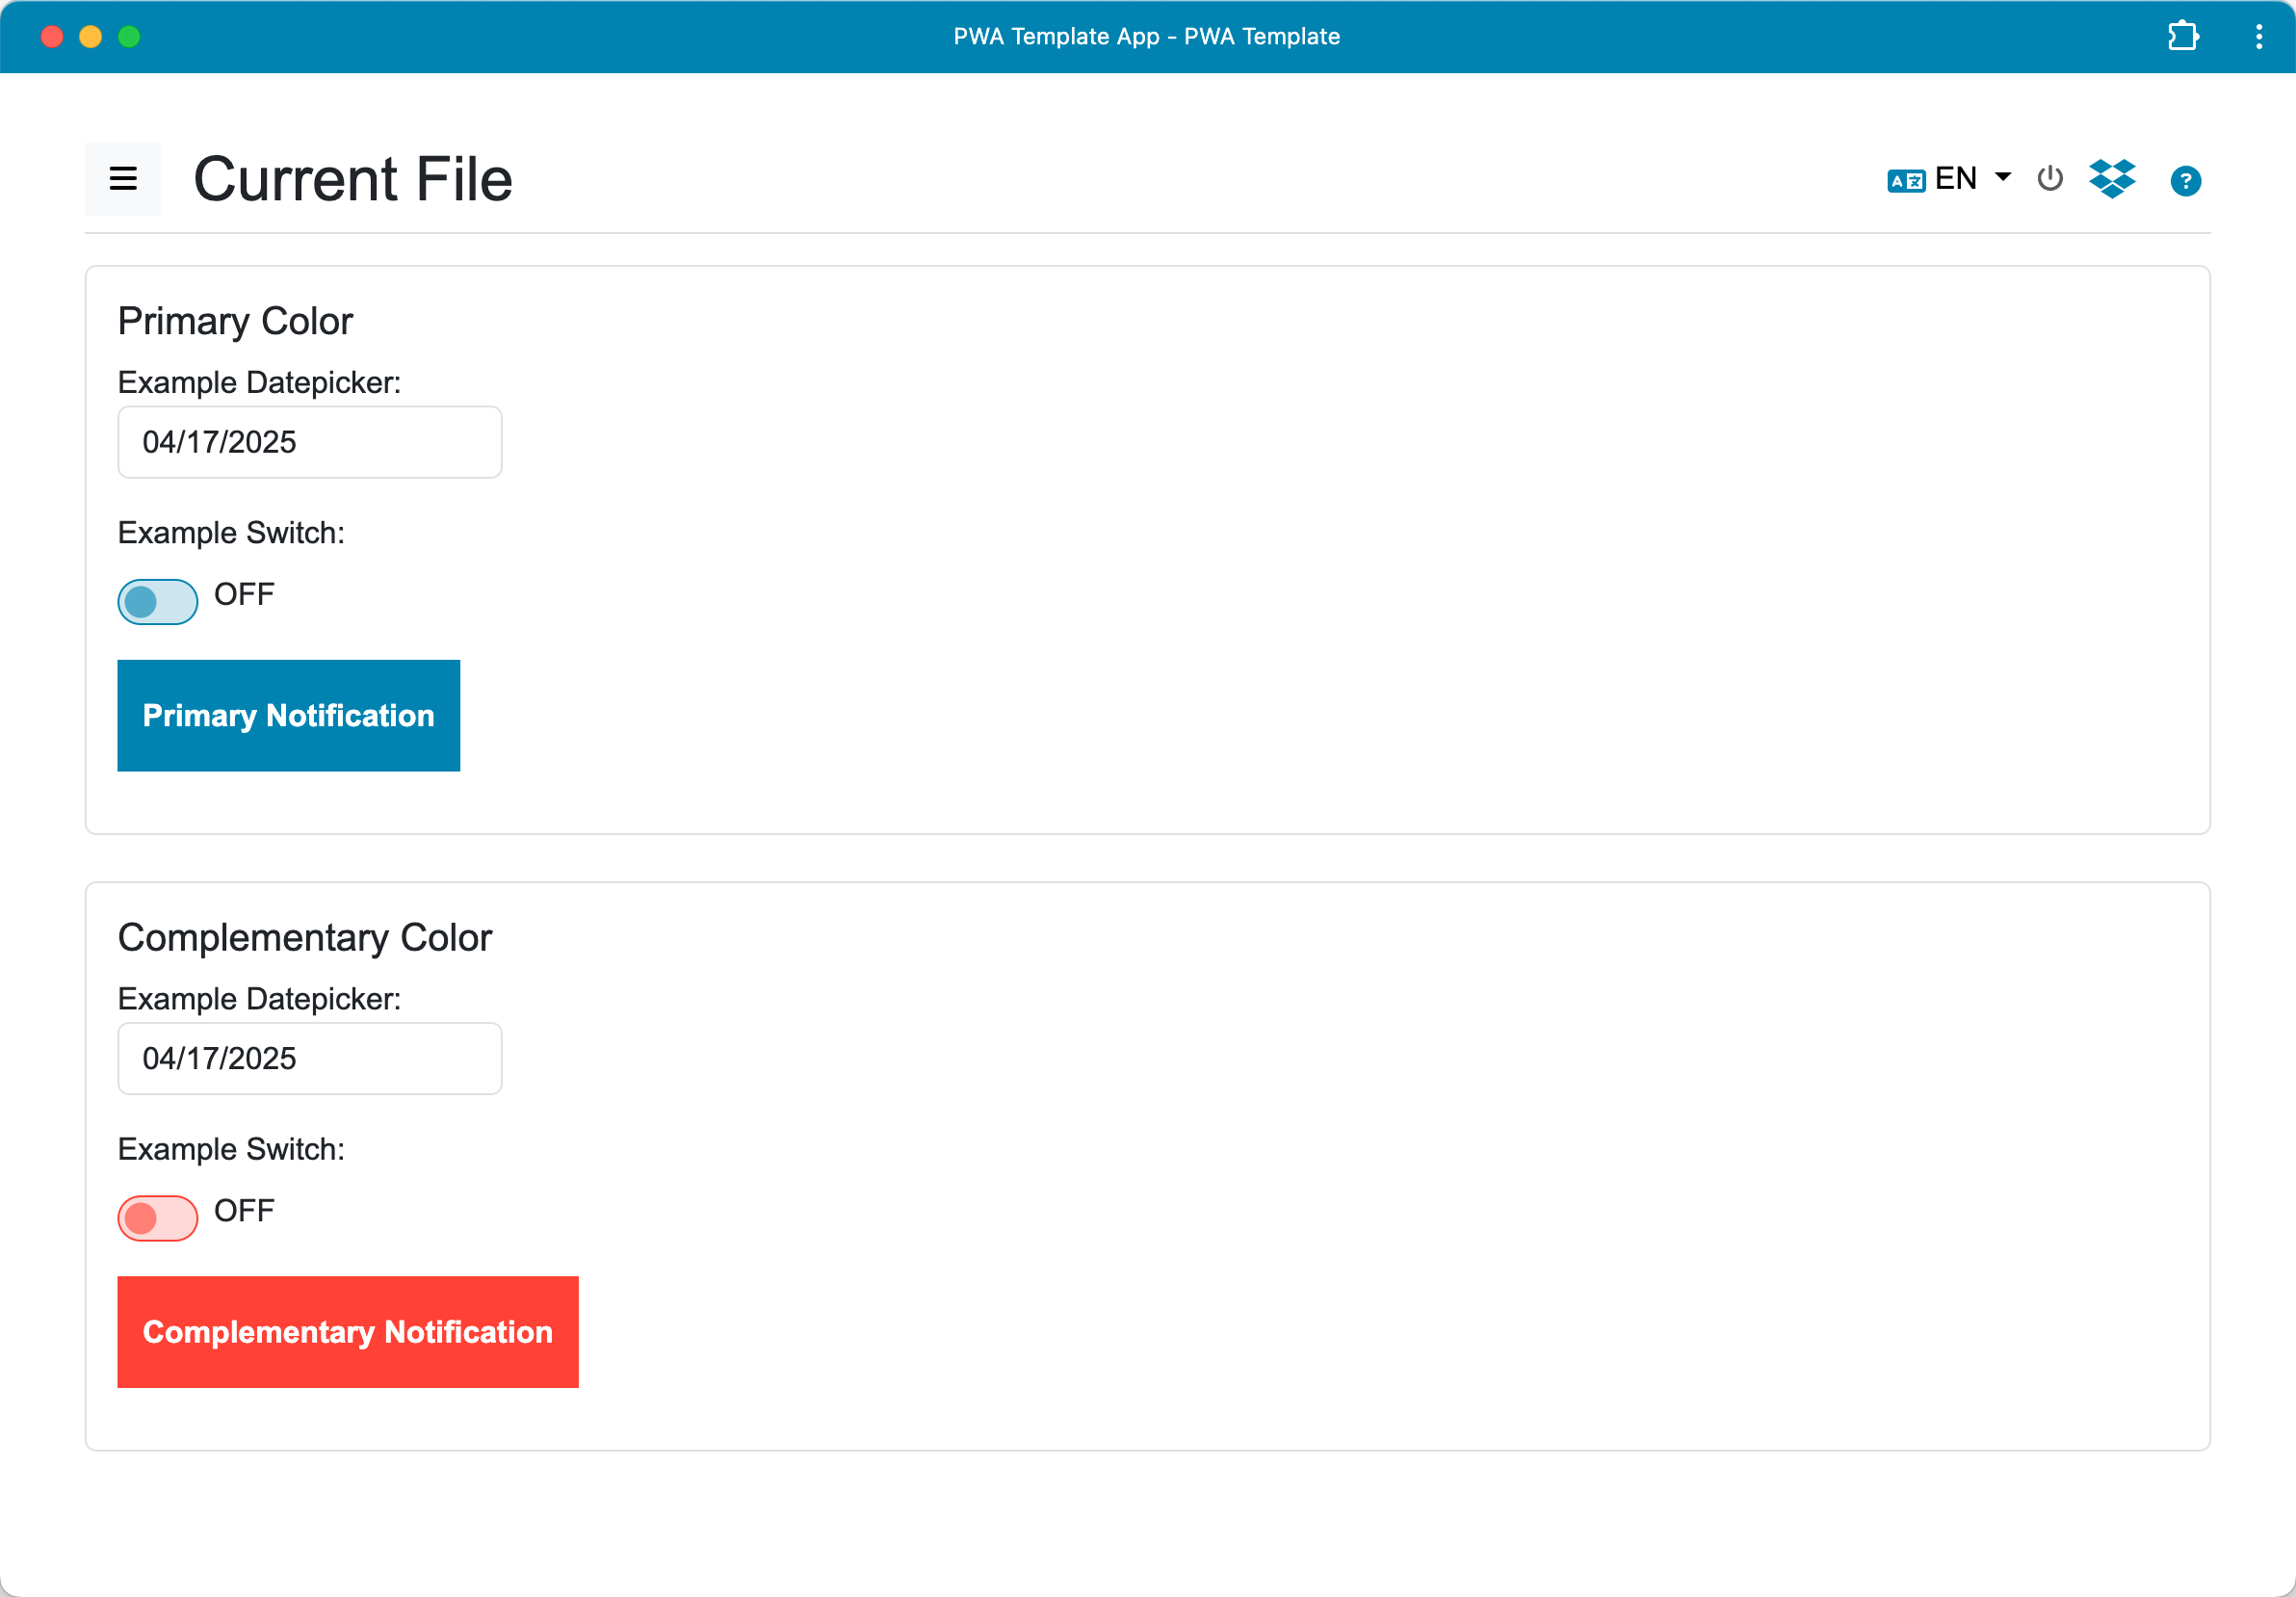 PWA Template App - PWA Template
Current File
A 文 EN
?
Primary Color
Example Datepicker:
04/17/2025
Example Switch:
OFF
Primary Notification
Complementary Color
Example Datepicker:
04/17/2025
Example Switch:
OFF
Complementary Notification